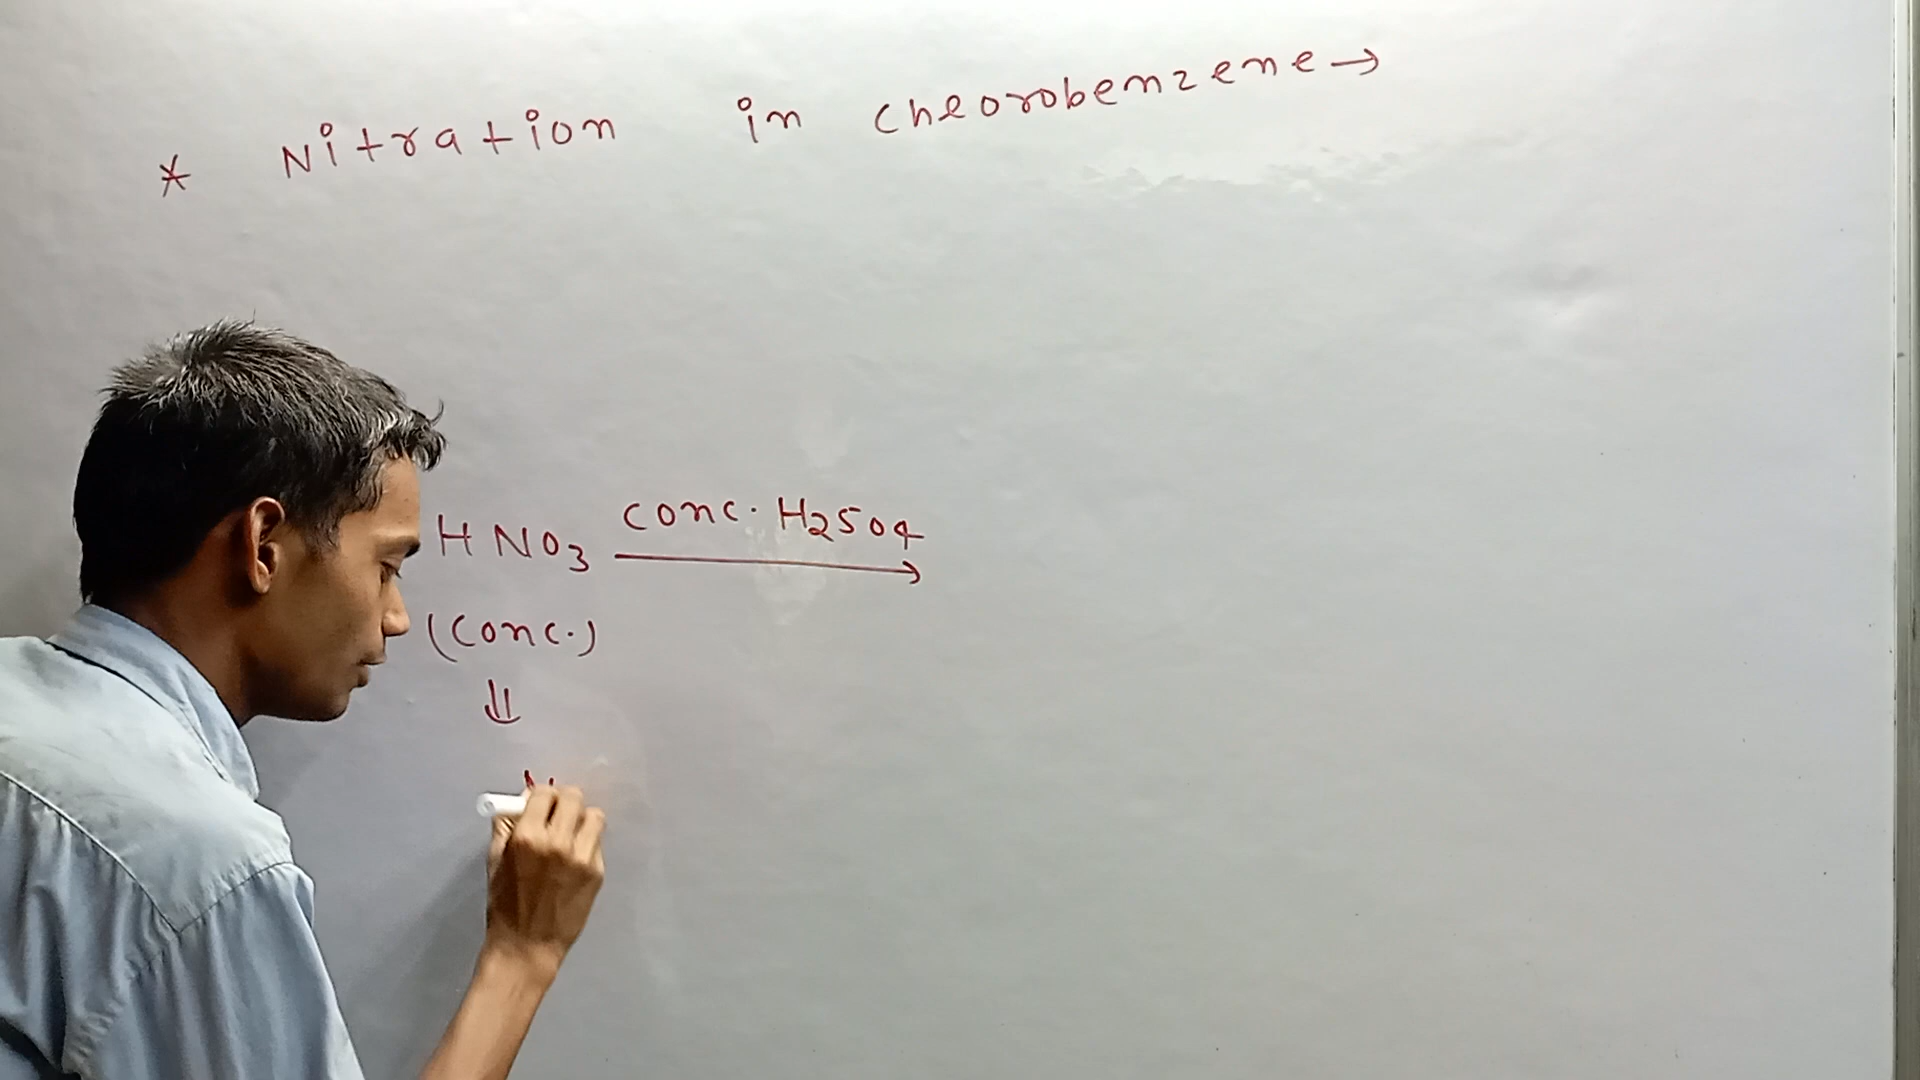 * Nitration in Chlorobenzene →
HNO3 conc. H2SO4 →
(Conc.)
⇓
N